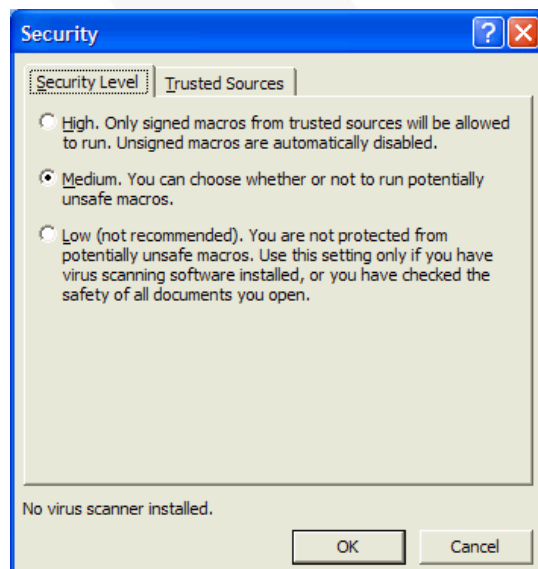 Security
Security Level Trusted Sources
High. Only signed macros from trusted sources will be allowed
to run. Unsigned macros are automatically disabled.
Medium. You can choose whether or not to run potentially
unsafe macros.
Low (not recommended). You are not protected from
potentially unsafe macros. Use this setting only if you have
virus scanning software installed, or you have checked the
safety of all documents you open.
No virus scanner installed.
OK Cancel